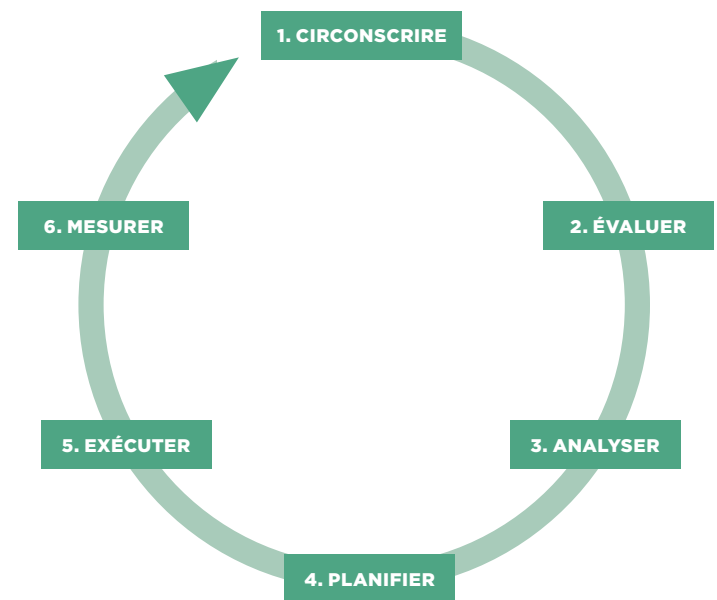 1. CIRCONSCRIRE
2. ÉVALUER
3. ANALYSER
4. PLANIFIER
5. EXÉCUTER
6. MESURER